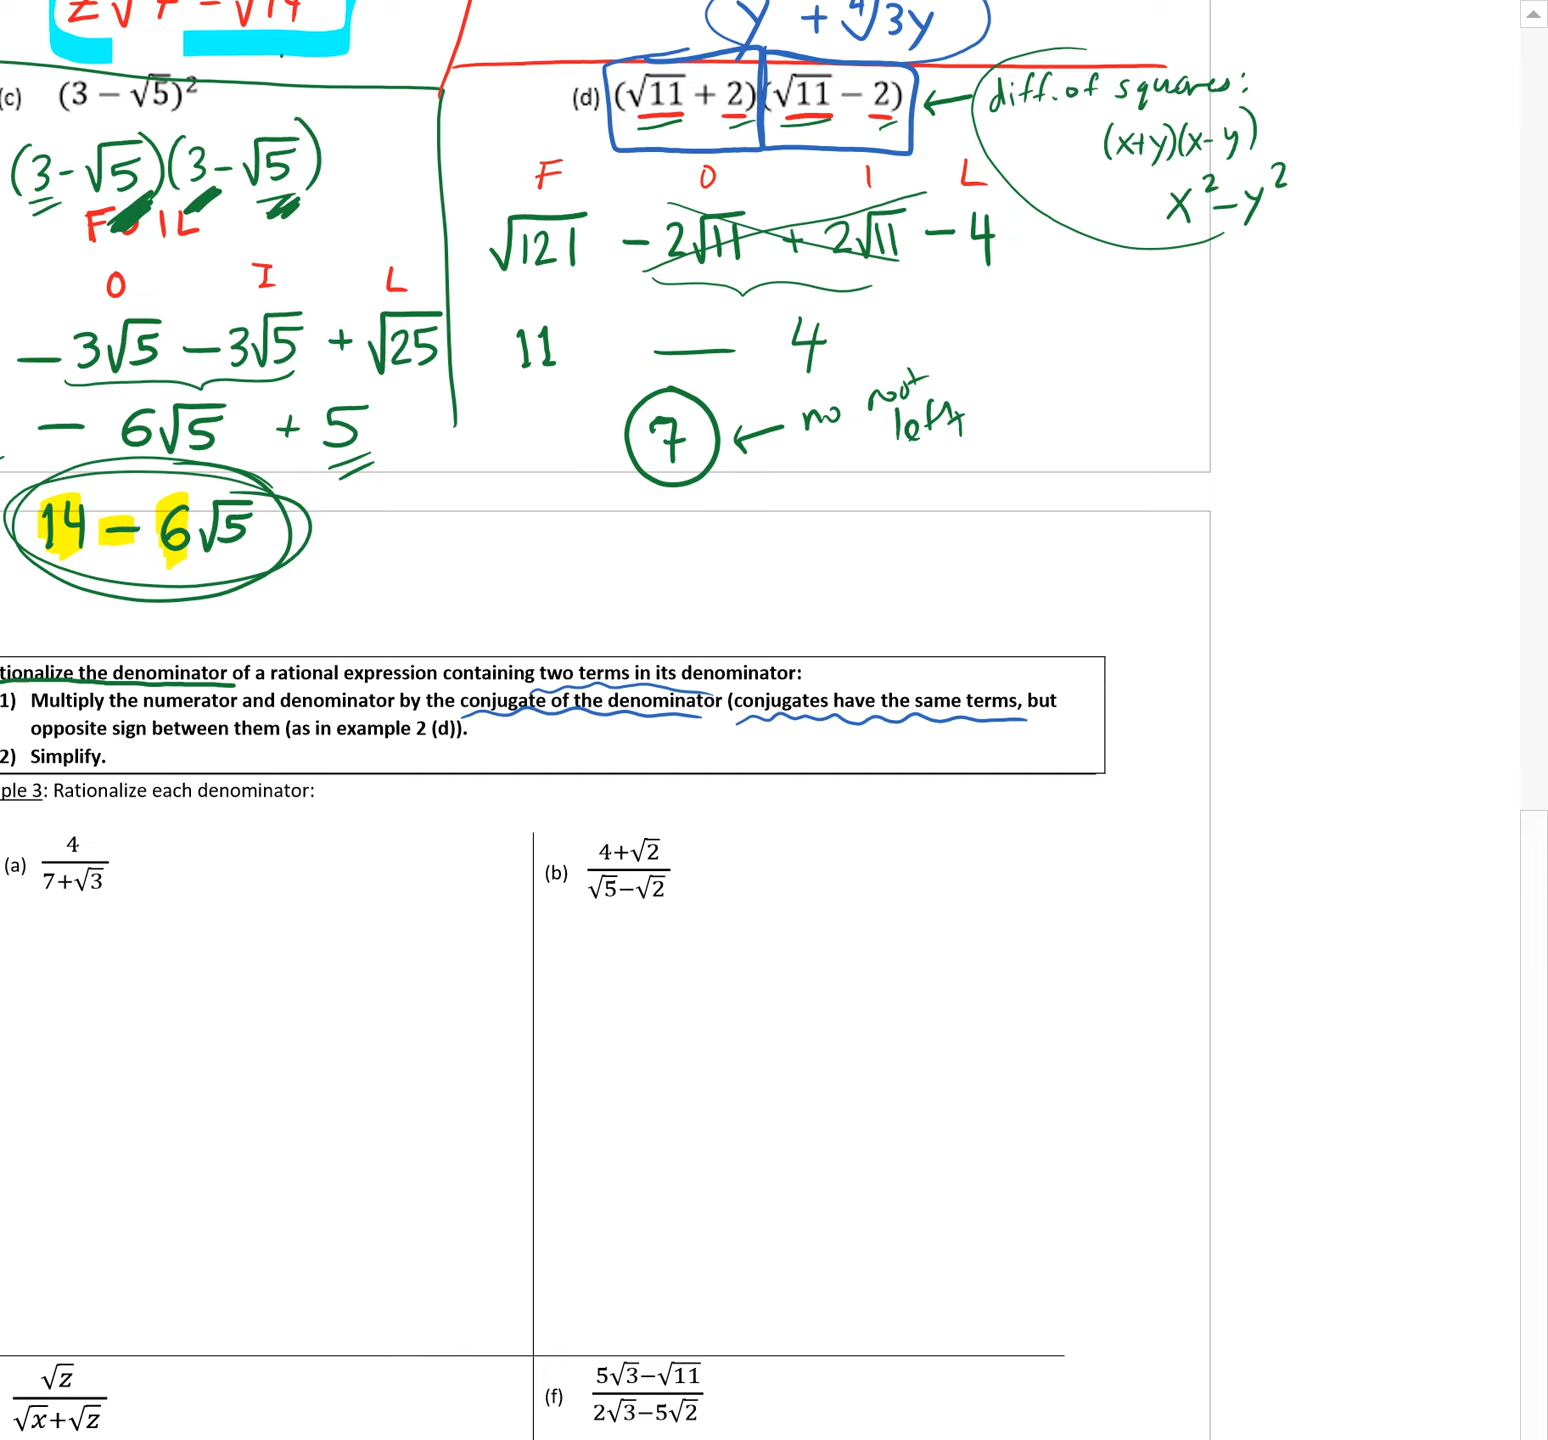 2√7 − √14
y + ∜3y
(c) (3 − √5)²
(3 - √5)(3 - √5)
F O I L
O I L
− 3√5 − 3√5 + √25
− 6√5 + 5
14 − 6√5
(d) (√11 + 2)(√11 − 2)
← diff. of squares:
(x+y)(x-y)
x² − y²
F O I L
√121 − 2√11 + 2√11 − 4
11 — 4
7 ← no root left
tionalize the denominator of a rational expression containing two terms in its denominator:
1) Multiply the numerator and denominator by the conjugate of the denominator (conjugates have the same terms, but
opposite sign between them (as in example 2 (d)).
2) Simplify.
ple 3: Rationalize each denominator:
(a) 4
7+√3
(b) 4+√2
√5−√2
√z
√x+√z
(f) 5√3−√11
2√3−5√2